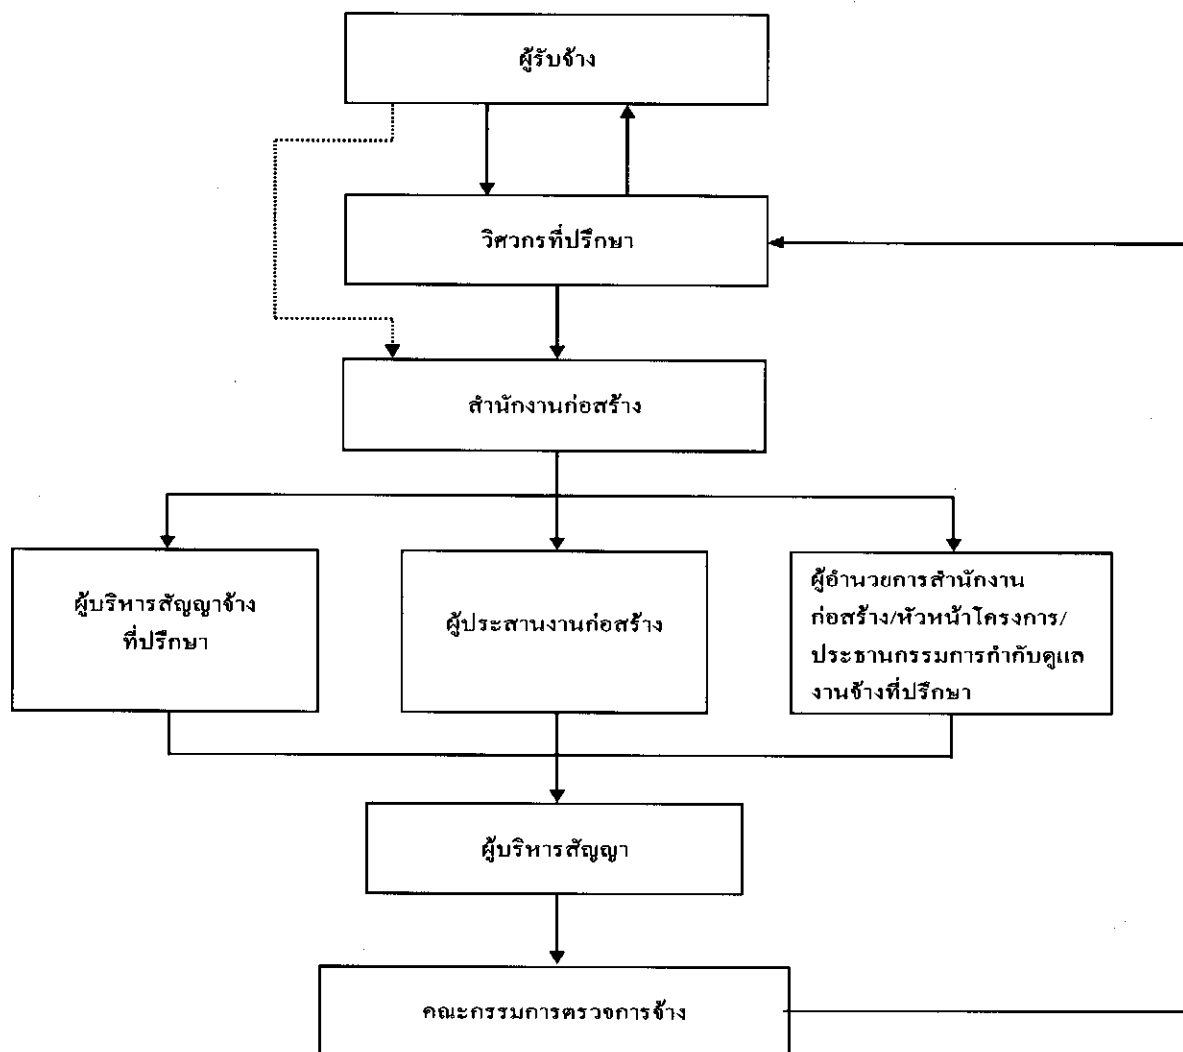 ผู้รับจ้าง
วิศวกรที่ปรึกษา
สำนักงานก่อสร้าง
ผู้บริหารสัญญาจ้าง
ที่ปรึกษา
ผู้ประสานงานก่อสร้าง
ผู้อำนวยการสำนักงาน
ก่อสร้าง/หัวหน้าโครงการ/
ประธานกรรมการกำกับดูแล
งานจ้างที่ปรึกษา
ผู้บริหารสัญญา
คณะกรรมการตรวจการจ้าง